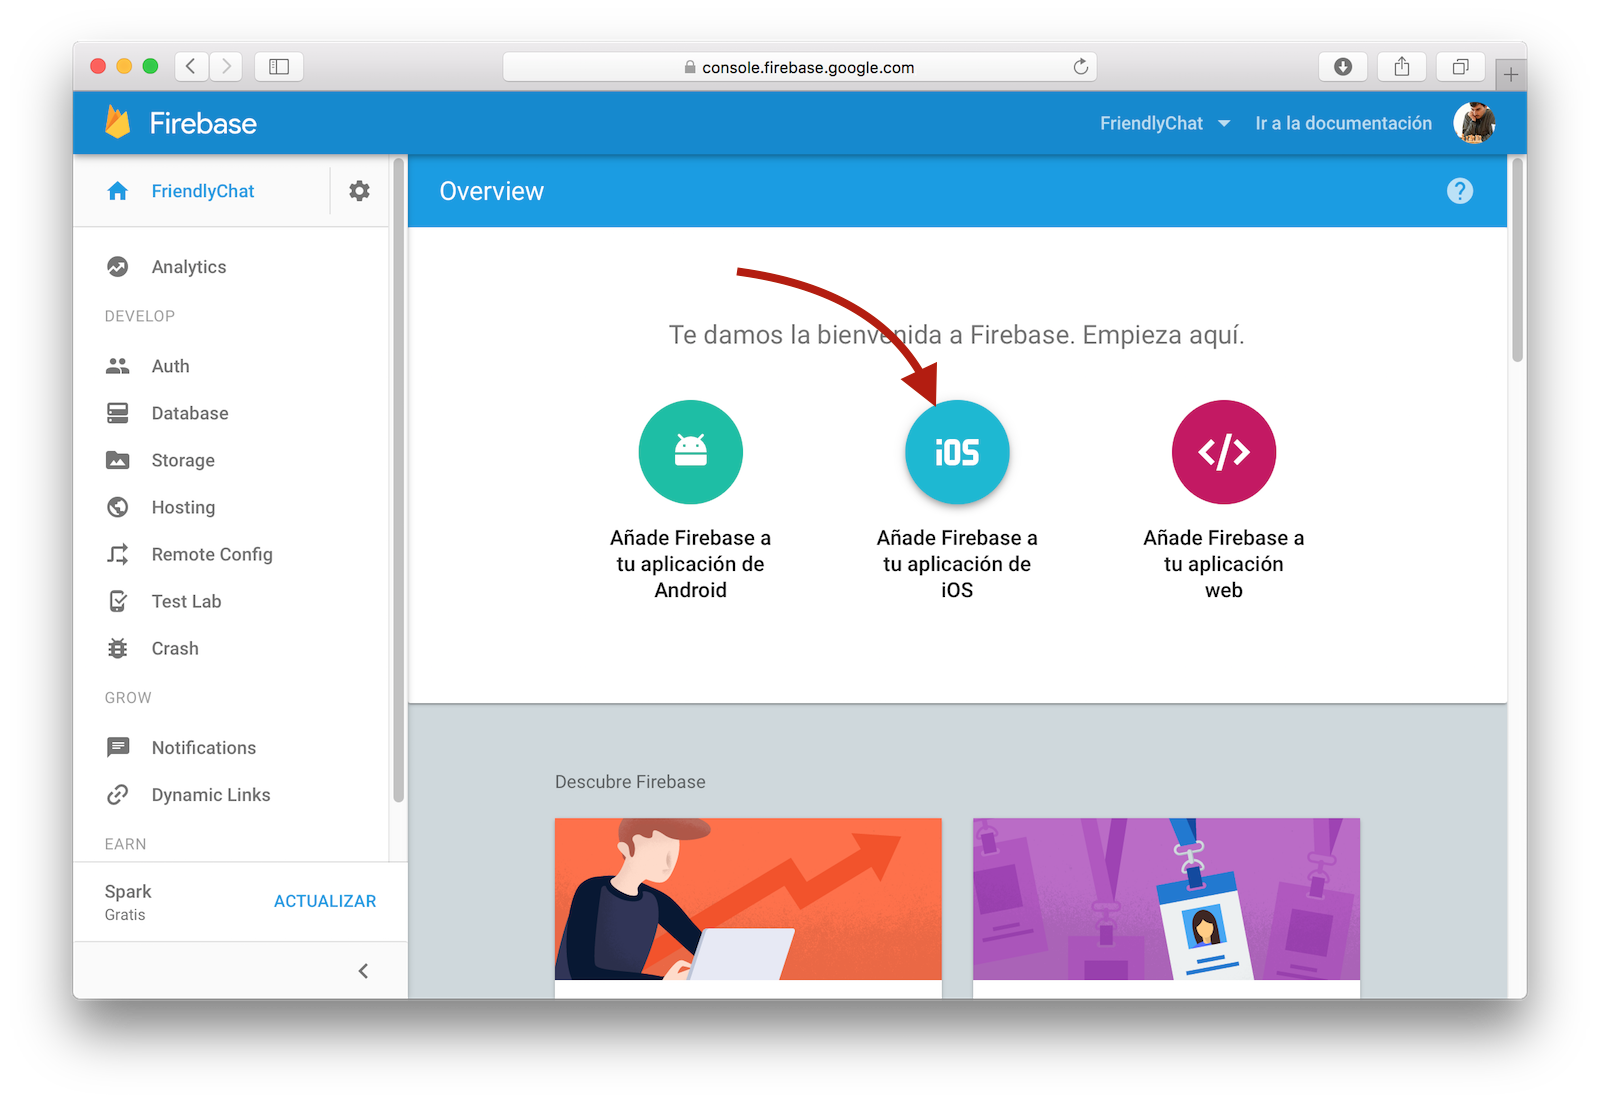 console.firebase.google.com
Firebase
FriendlyChat
Ir a la documentación
FriendlyChat
Overview
?
Analytics
DEVELOP
Auth
Database
Storage
Hosting
Remote Config
Test Lab
Crash
GROW
Notifications
Dynamic Links
EARN
Spark
Gratis
ACTUALIZAR
Te damos la bienvenida a Firebase. Empieza aquí.
iOS
</>
Añade Firebase a
tu aplicación de
Android
Añade Firebase a
tu aplicación de
iOS
Añade Firebase a
tu aplicación
web
Descubre Firebase